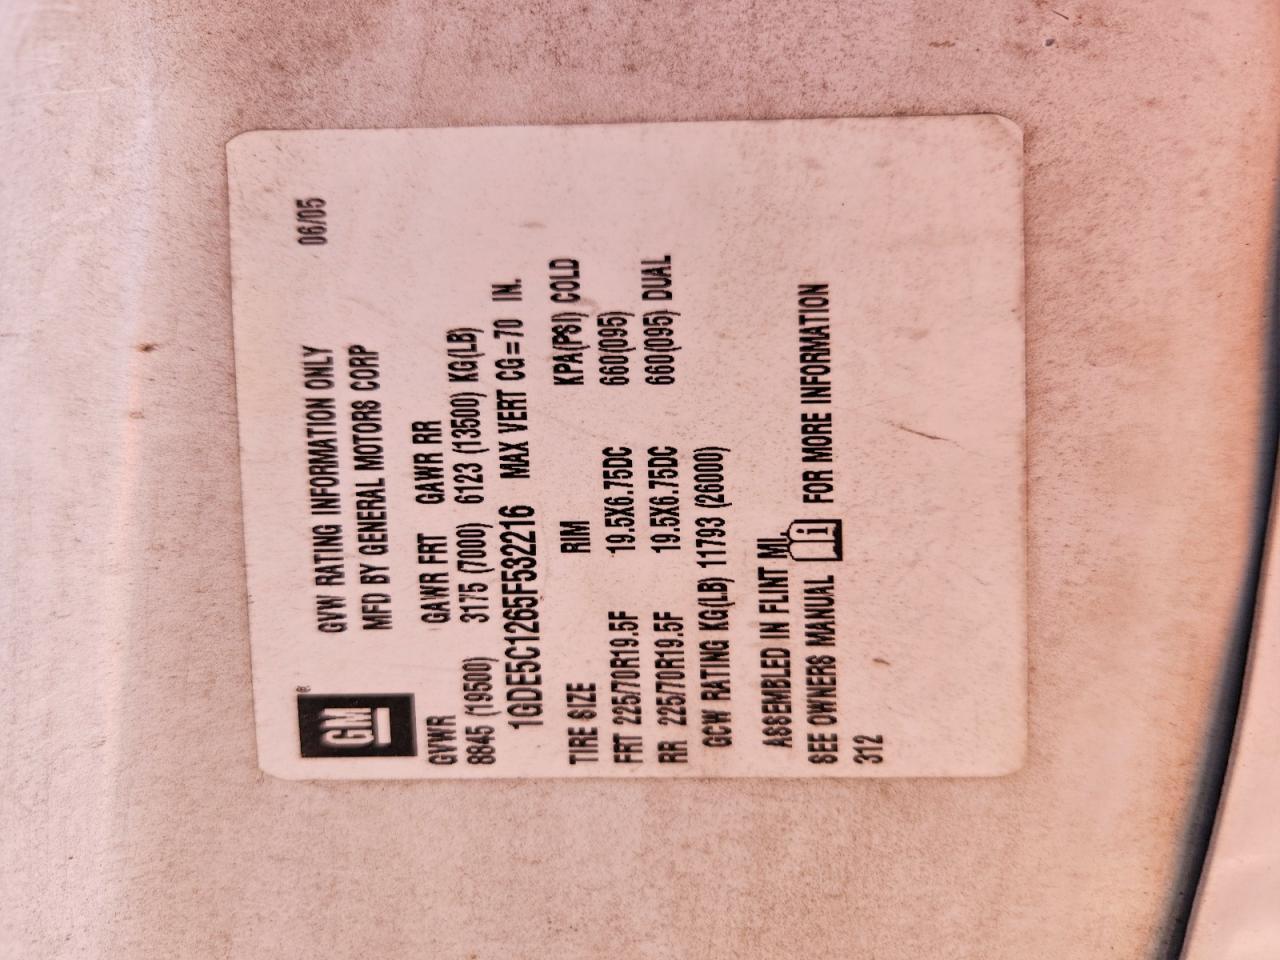 GM®
GVW RATING INFORMATION ONLY 06/05
MFD BY GENERAL MOTORS CORP
GVWR GAWR FRT GAWR RR
8845 (19500) 3175 (7000) 6123 (13500) KG(LB)
1GDE5C1265F532216 MAX VERT CG=70 IN.
TIRE SIZE RIM KPA(PSI) COLD
FRT 225/70R19.5F 19.5X6.75DC 660(095)
RR 225/70R19.5F 19.5X6.75DC 660(095) DUAL
GCW RATING KG(LB) 11793 (26000)
ASSEMBLED IN FLINT MI.
SEE OWNERS MANUAL i FOR MORE INFORMATION
312